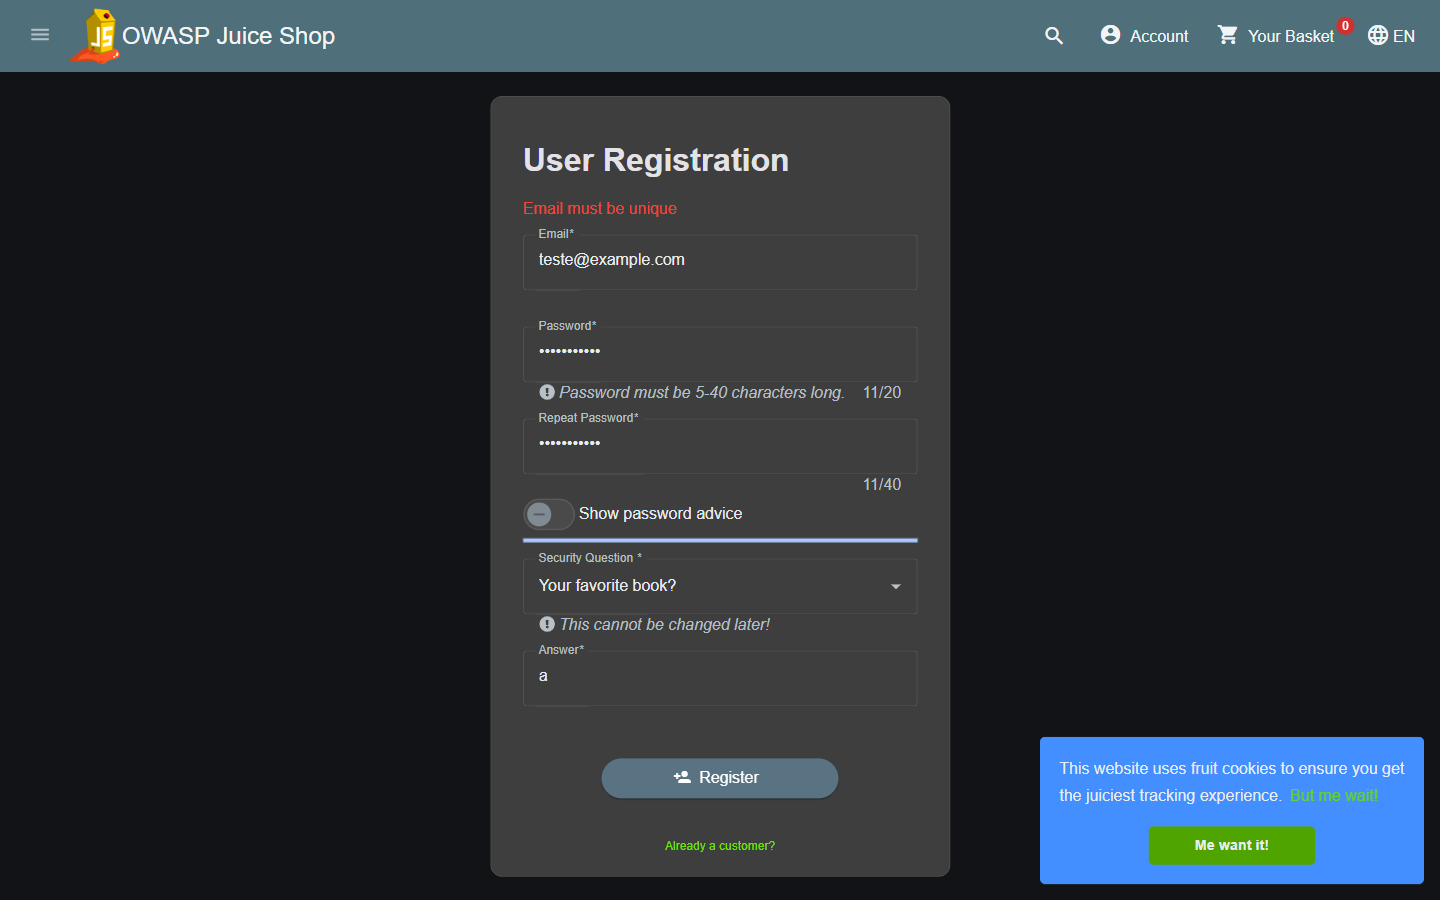 OWASP Juice Shop
Account
Your Basket
0
EN
User Registration
Email must be unique
Email*
teste@example.com
Password*
•••••••••••
Password must be 5-40 characters long.
11/20
Repeat Password*
•••••••••••
11/40
Show password advice
Security Question *
Your favorite book?
This cannot be changed later!
Answer*
a
Register
Already a customer?
This website uses fruit cookies to ensure you get
the juiciest tracking experience. But me wait!
Me want it!